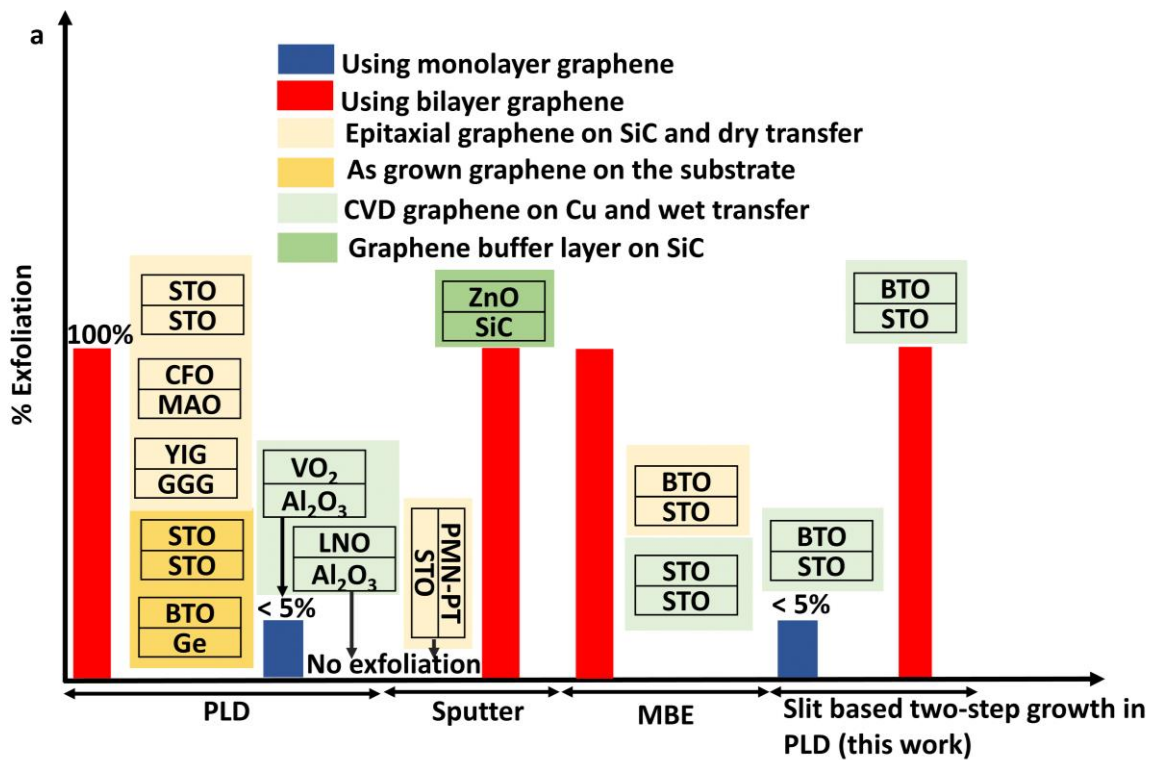 a
Using monolayer graphene
Using bilayer graphene
Epitaxial graphene on SiC and dry transfer
As grown graphene on the substrate
CVD graphene on Cu and wet transfer
Graphene buffer layer on SiC
% Exfoliation
100%
STO
STO
CFO
MAO
YIG
GGG
STO
STO
BTO
Ge
VO₂
Al₂O₃
< 5%
LNO
Al₂O₃
No exfoliation
PMN-PT
STO
ZnO
SiC
BTO
STO
STO
STO
BTO
STO
< 5%
BTO
STO
PLD
Sputter
MBE
Slit based two-step growth in
PLD (this work)